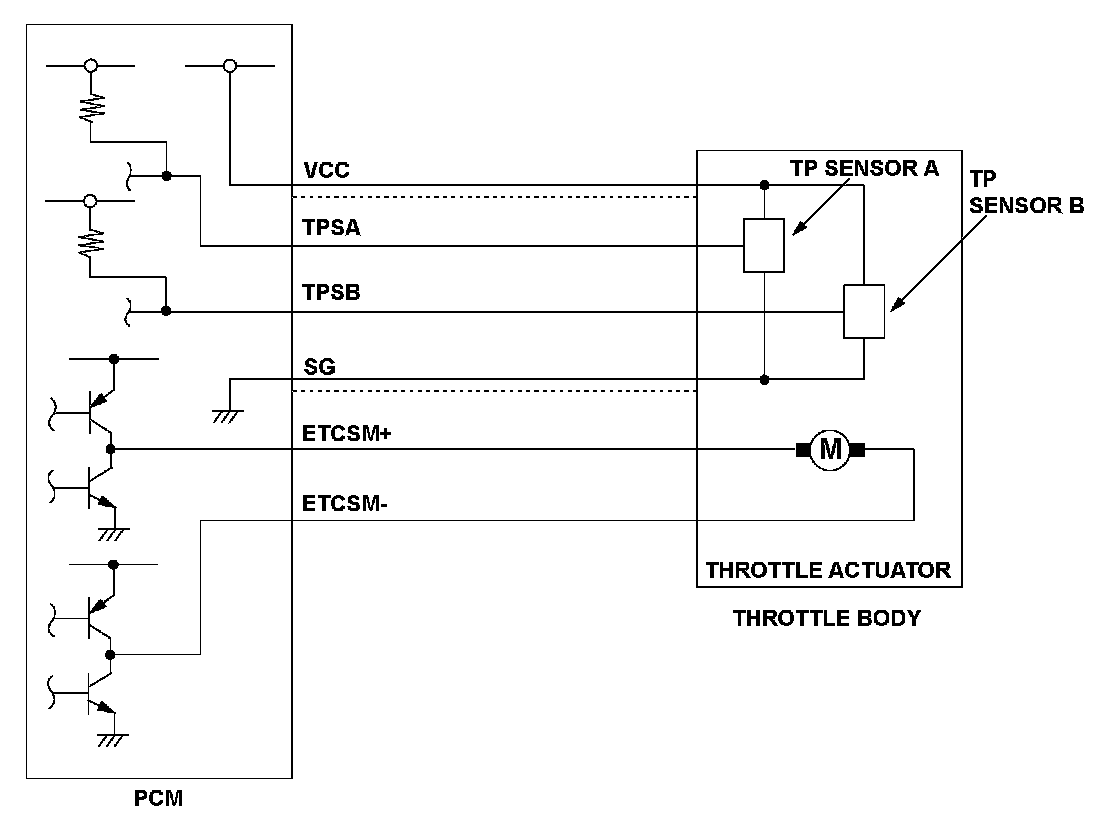 VCC
TP SENSOR A
TP
SENSOR B
TPSA
TPSB
SG
ETCSM+
M
ETCSM-
THROTTLE ACTUATOR
THROTTLE BODY
PCM